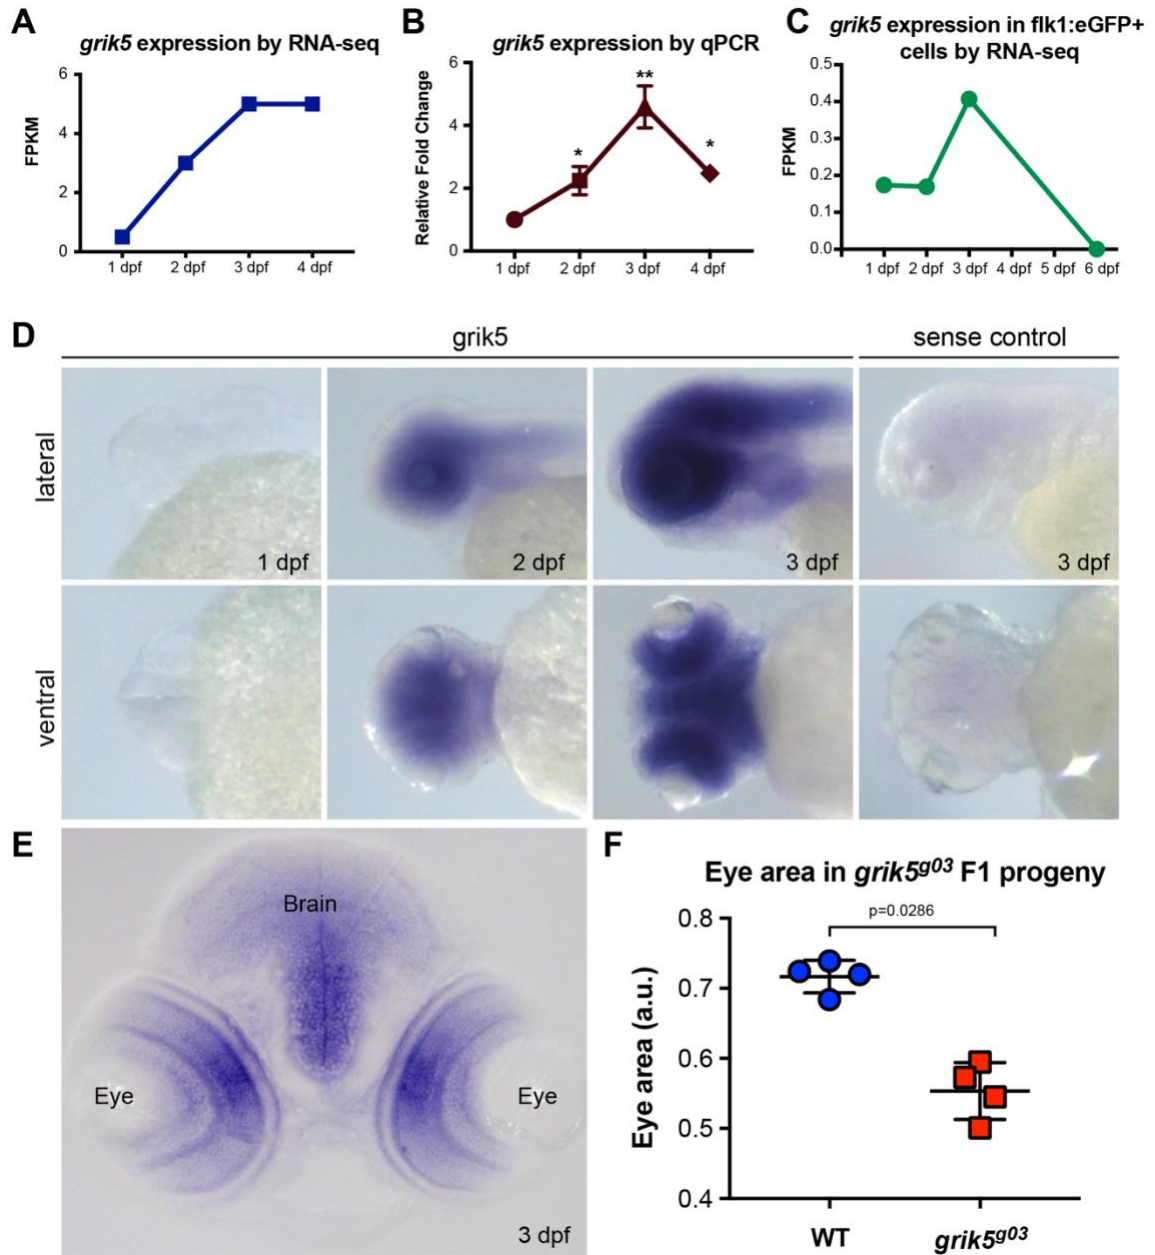 A
grik5 expression by RNA-seq
FPKM
6
4
2
0
1 dpf 2 dpf 3 dpf 4 dpf
B
grik5 expression by qPCR
Relative Fold Change
6
4
2
0
*
**
*
1 dpf 2 dpf 3 dpf 4 dpf
C
grik5 expression in flk1:eGFP+
cells by RNA-seq
FPKM
0.5
0.4
0.3
0.2
0.1
0.0
1 dpf 2 dpf 3 dpf 4 dpf 5 dpf 6 dpf
D
grik5 sense control
lateral
1 dpf 2 dpf 3 dpf 3 dpf
ventral
E
Brain
Eye Eye
3 dpf
F
Eye area in grik5g03 F1 progeny
p=0.0286
Eye area (a.u.)
0.8
0.7
0.6
0.5
0.4
WT grik5g03